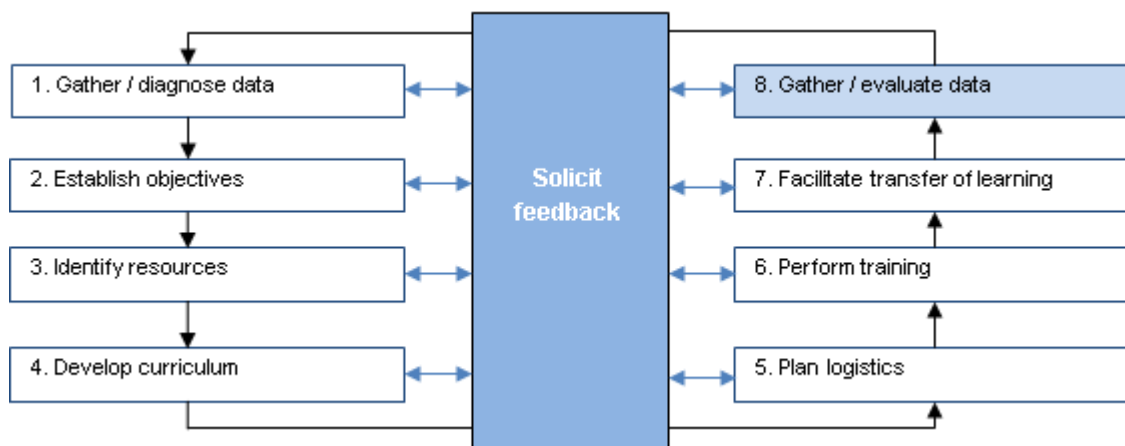 1. Gather / diagnose data
2. Establish objectives
3. Identify resources
4. Develop curriculum
Solicit
feedback
8. Gather / evaluate data
7. Facilitate transfer of learning
6. Perform training
5. Plan logistics